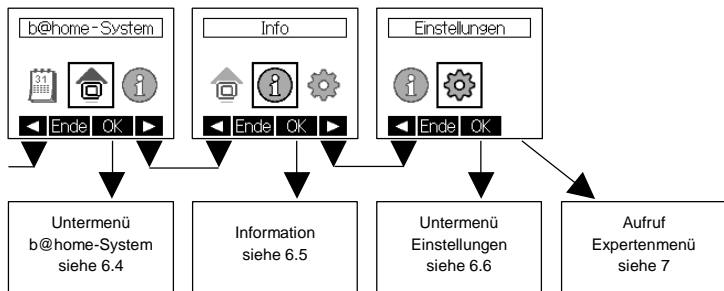 b@home-System
31
Ende OK
Info
Ende OK
Einstellungen
Ende OK
Untermenü
b@home-System
siehe 6.4
Information
siehe 6.5
Untermenü
Einstellungen
siehe 6.6
Aufruf
Expertenmenü
siehe 7